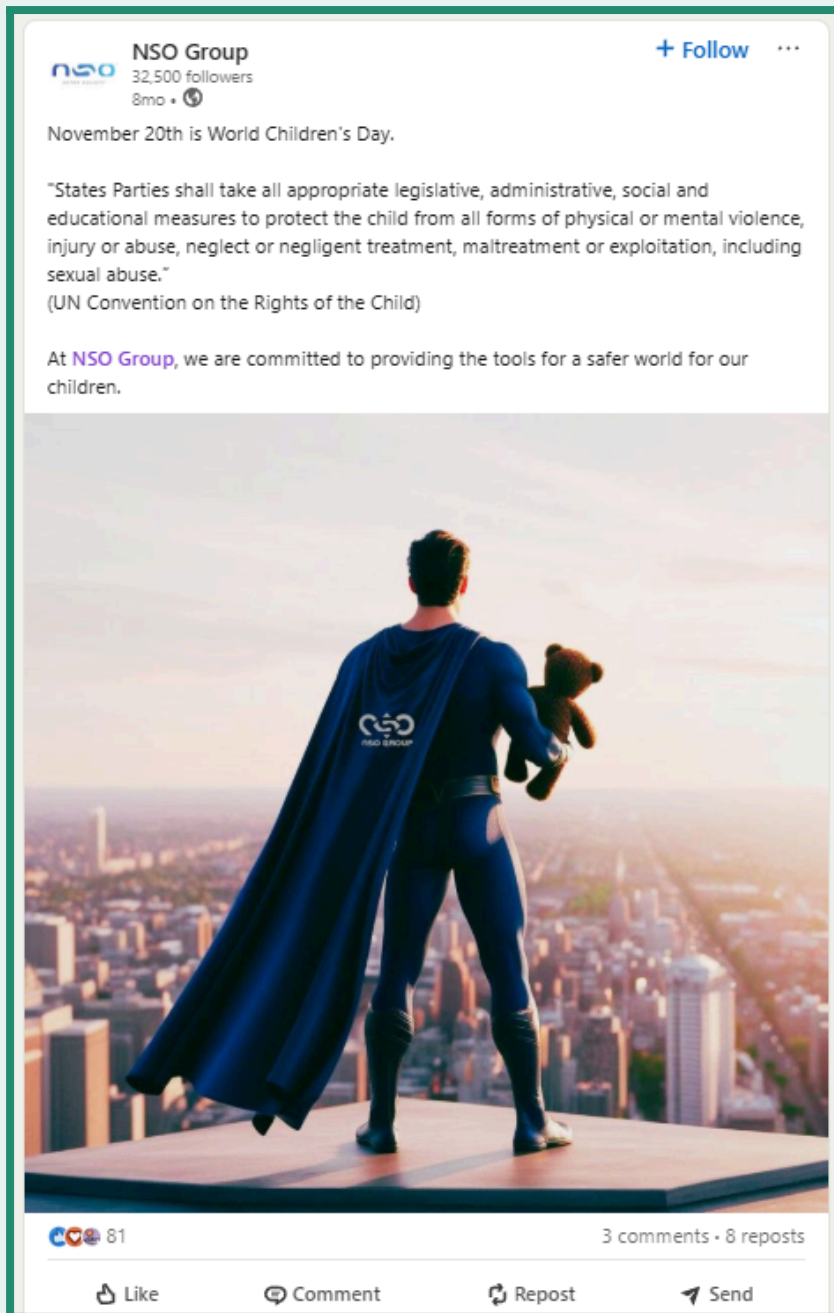 NSO Group
+ Follow ...
nso
32,500 followers
8mo •
November 20th is World Children's Day.
"States Parties shall take all appropriate legislative, administrative, social and
educational measures to protect the child from all forms of physical or mental violence,
injury or abuse, neglect or negligent treatment, maltreatment or exploitation, including
sexual abuse."
(UN Convention on the Rights of the Child)
At NSO Group, we are committed to providing the tools for a safer world for our
children.
NSO
NSO GROUP
81
3 comments • 8 reposts
Like Comment Repost Send